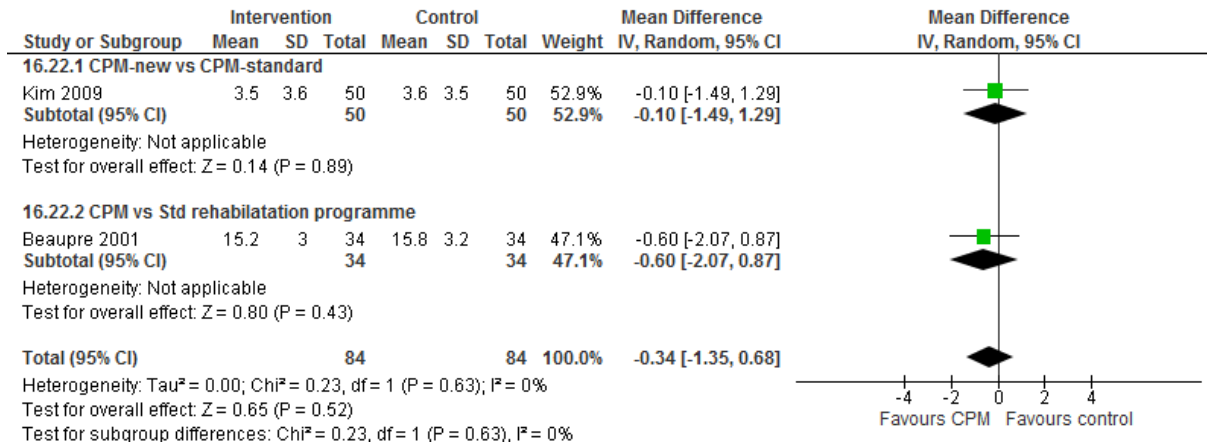 Intervention Control Mean Difference Mean Difference
Study or Subgroup Mean SD Total Mean SD Total Weight IV, Random, 95% CI IV, Random, 95% CI
16.22.1 CPM-new vs CPM-standard
Kim 2009 3.5 3.6 50 3.6 3.5 50 52.9% -0.10 [-1.49, 1.29]
Subtotal (95% CI) 50 50 52.9% -0.10 [-1.49, 1.29]
Heterogeneity: Not applicable
Test for overall effect: Z = 0.14 (P = 0.89)
16.22.2 CPM vs Std rehabilatation programme
Beaupre 2001 15.2 3 34 15.8 3.2 34 47.1% -0.60 [-2.07, 0.87]
Subtotal (95% CI) 34 34 47.1% -0.60 [-2.07, 0.87]
Heterogeneity: Not applicable
Test for overall effect: Z = 0.80 (P = 0.43)
Total (95% CI) 84 84 100.0% -0.34 [-1.35, 0.68]
Heterogeneity: Tau² = 0.00; Chi² = 0.23, df = 1 (P = 0.63); I² = 0%
Test for overall effect: Z = 0.65 (P = 0.52)
Test for subgroup differences: Chi² = 0.23, df = 1 (P = 0.63), I² = 0%
-4 -2 0 2 4
Favours CPM Favours control